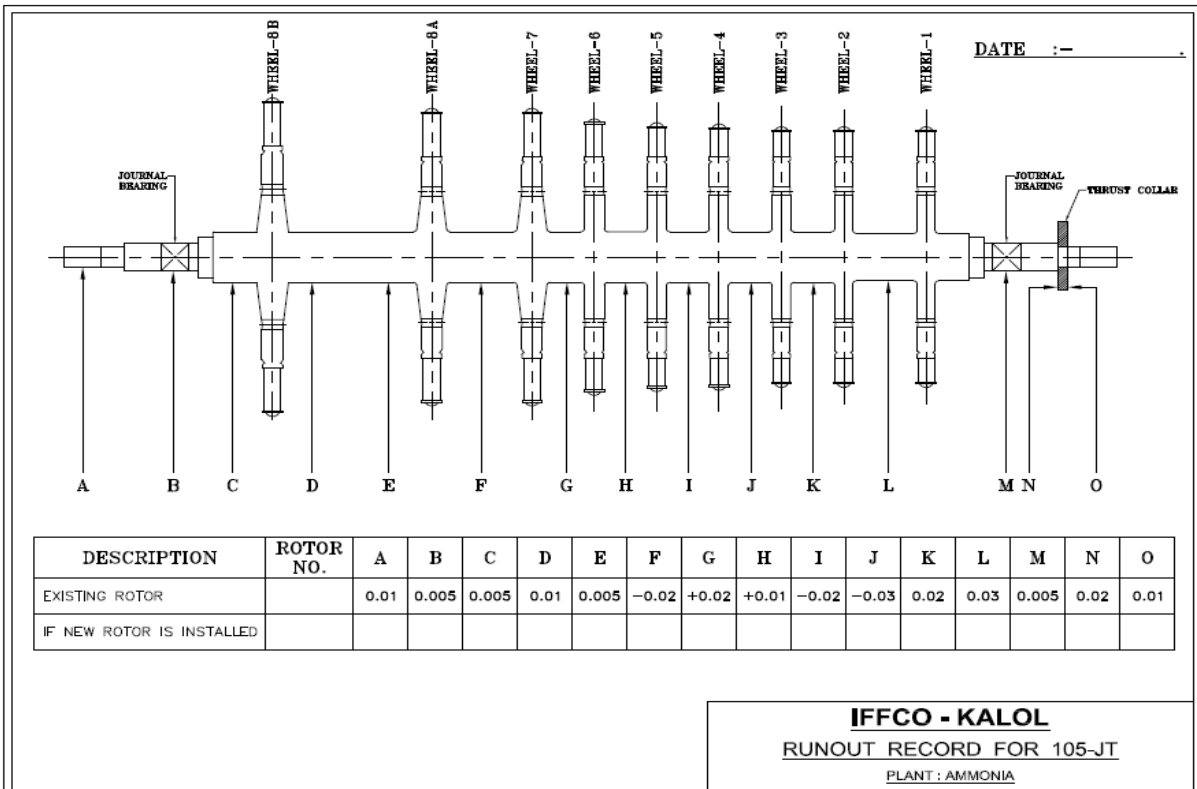 WHEEL-8B
WHEEL-8A
WHEEL-7
WHEEL-6
WHEEL-5
WHEEL-4
WHEEL-3
WHEEL-2
WHEEL-1
DATE :- .
JOURNAL
BEARING
JOURNAL
BEARING
THRUST COLLAR
A B C D E F G H I J K L M N O
DESCRIPTION ROTOR NO. A B C D E F G H I J K L M N O
EXISTING ROTOR 0.01 0.005 0.005 0.01 0.005 -0.02 +0.02 +0.01 -0.02 -0.03 0.02 0.03 0.005 0.02 0.01
IF NEW ROTOR IS INSTALLED
IFFCO - KALOL
RUNOUT RECORD FOR 105-JT
PLANT : AMMONIA